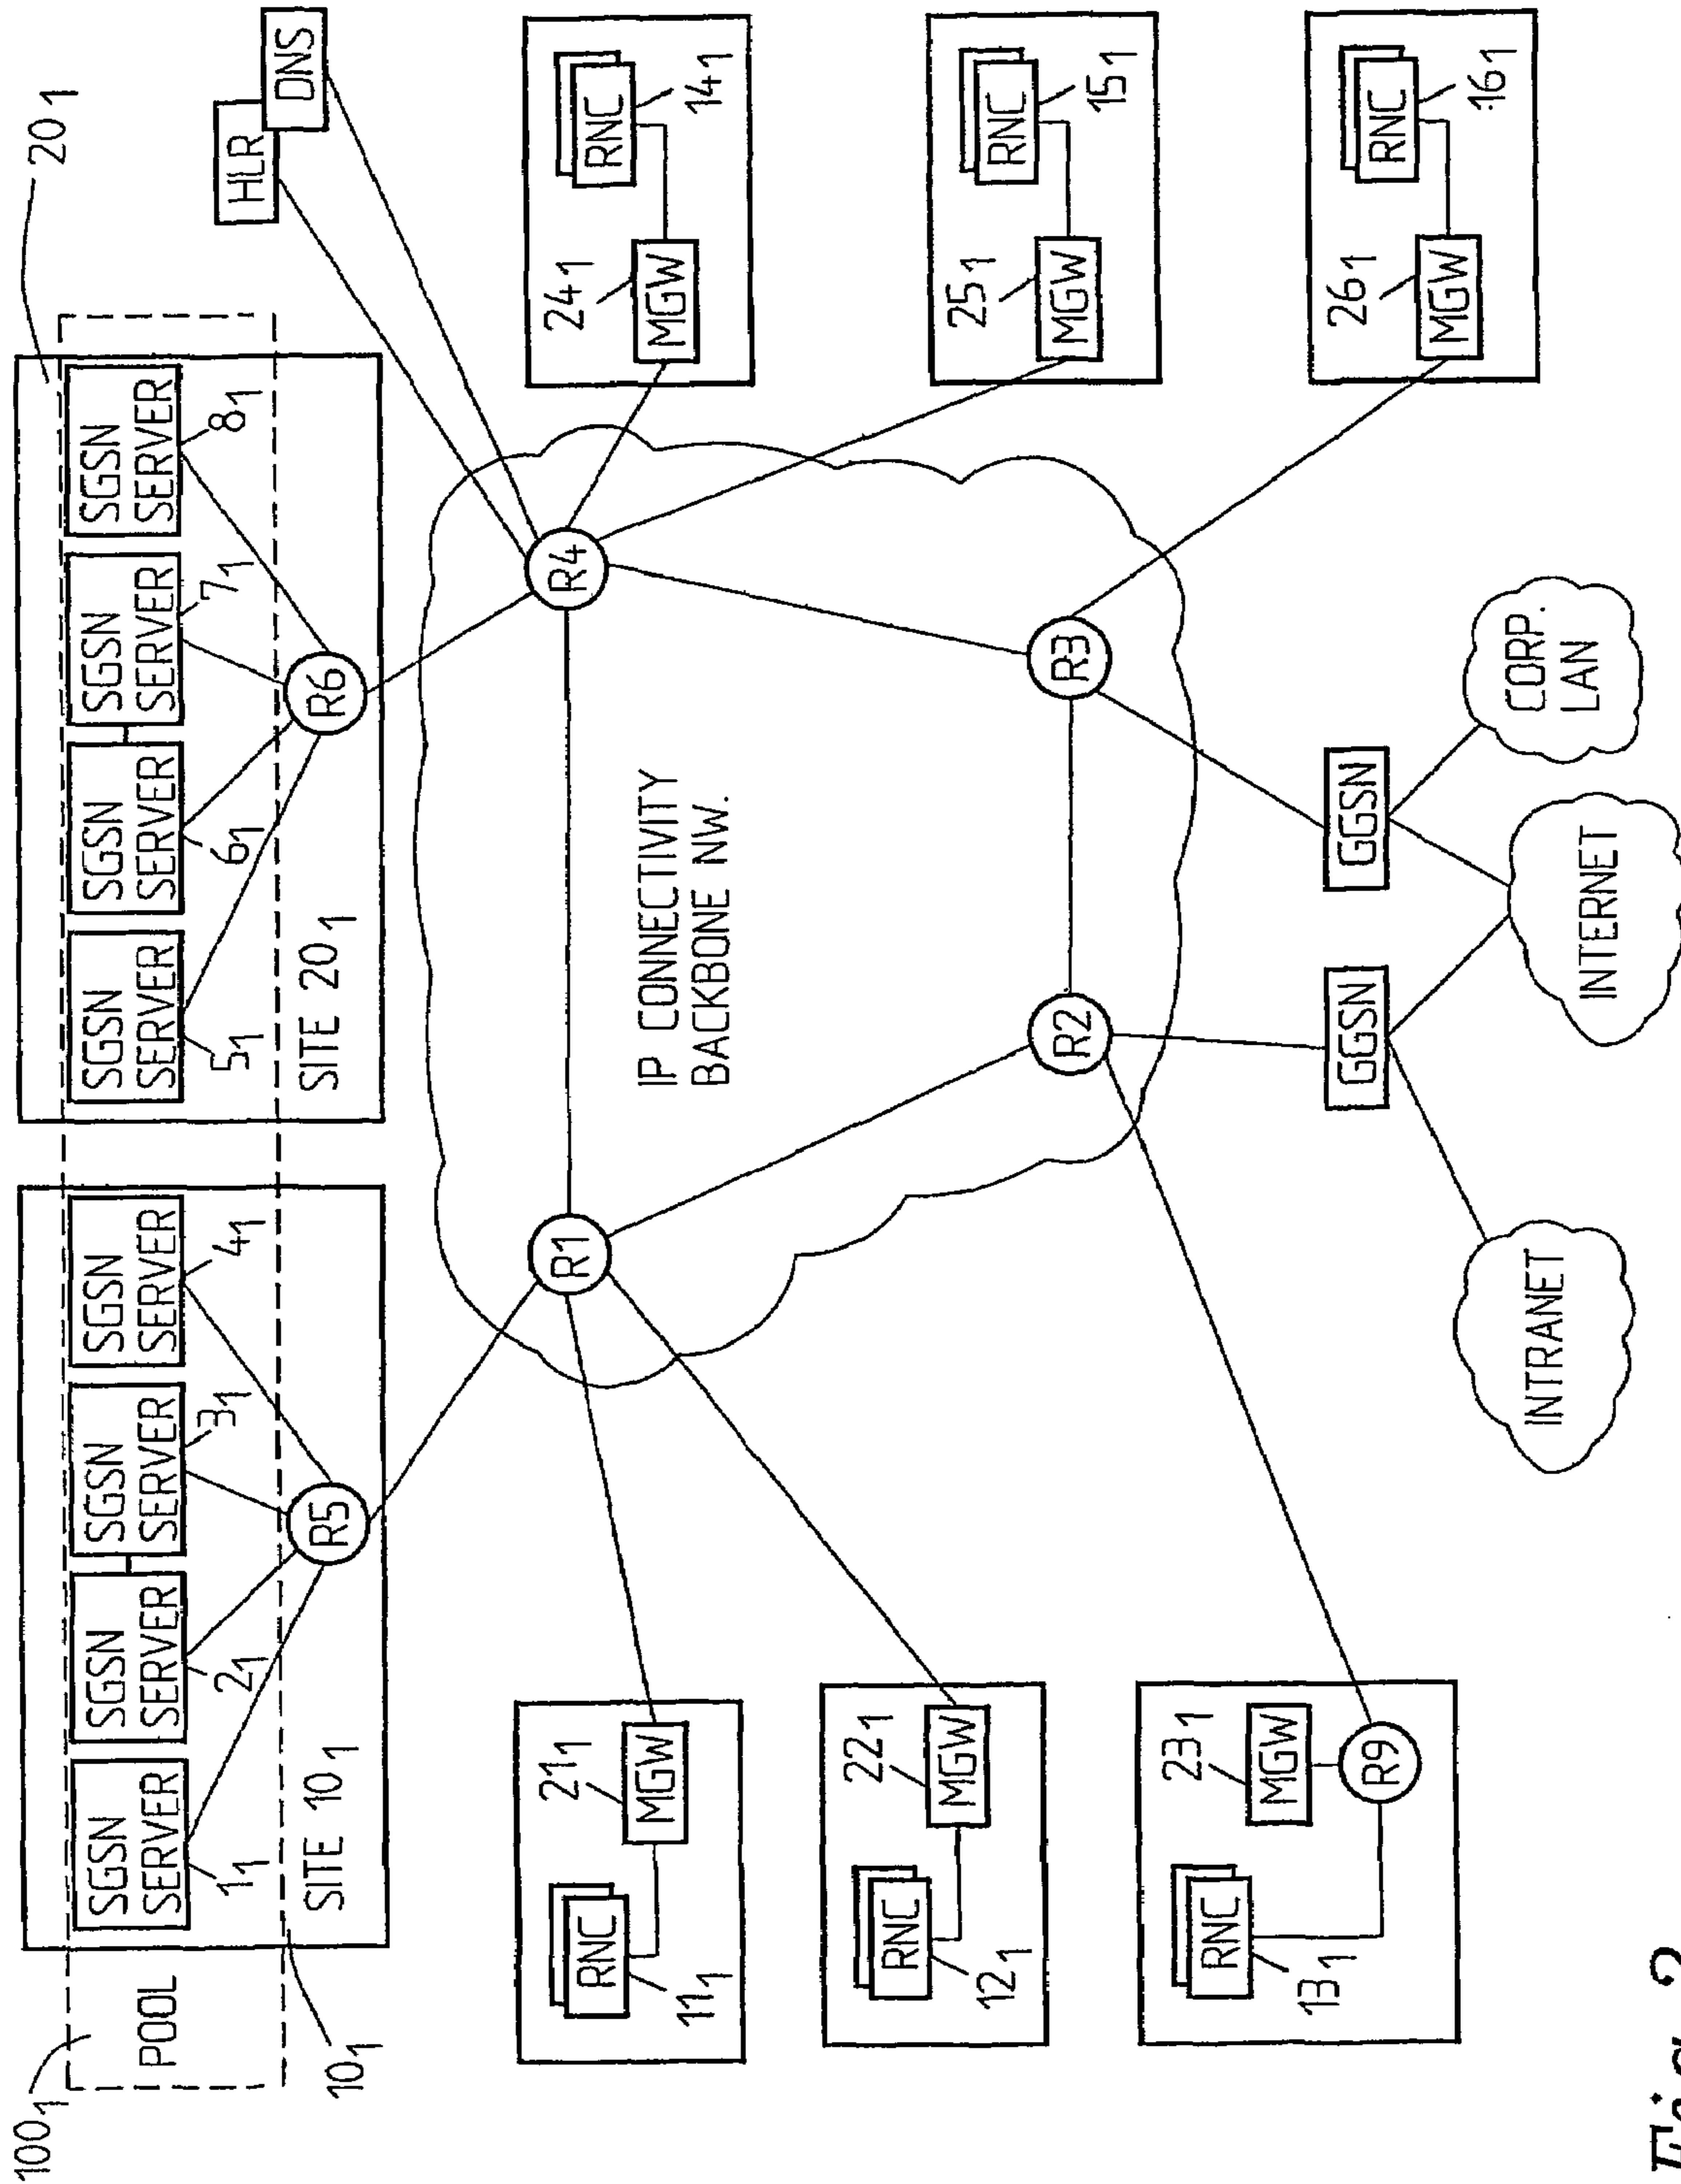 100₁
POOL
10₁
SGSN
SERVER
1₁
SGSN
SERVER
2₁
SGSN
SERVER
3₁
SGSN
SERVER
4₁
SITE 10₁
R5
20₁
SGSN
SERVER
5₁
SGSN
SERVER
6₁
SGSN
SERVER
7₁
SGSN
SERVER
8₁
SITE 20₁
R6
HLR
DNS
RNC
11₁
21₁
MGW
RNC
12₁
22₁
MGW
RNC
13₁
23₁
MGW
R9
R1
R4
IP CONNECTIVITY
BACKBONE NW.
R2
R3
24₁
MGW
RNC
14₁
25₁
MGW
RNC
15₁
26₁
MGW
RNC
16₁
GGSN
GGSN
INTRANET
INTERNET
CORP.
LAN
Fig. 2